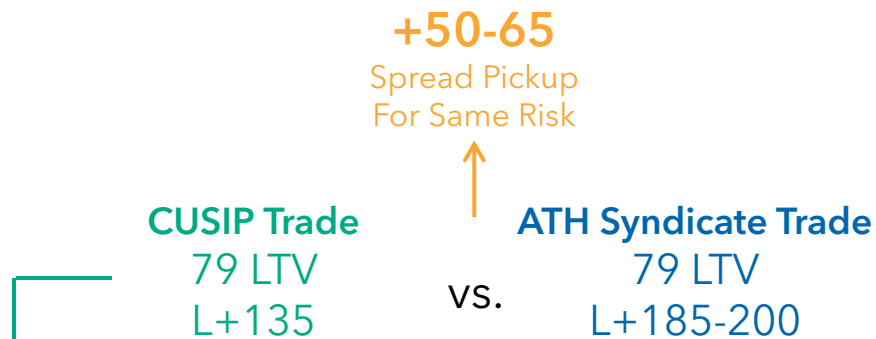 +50-65
Spread Pickup
For Same Risk
CUSIP Trade
79 LTV
L+135
vs.
ATH Syndicate Trade
79 LTV
L+185-200